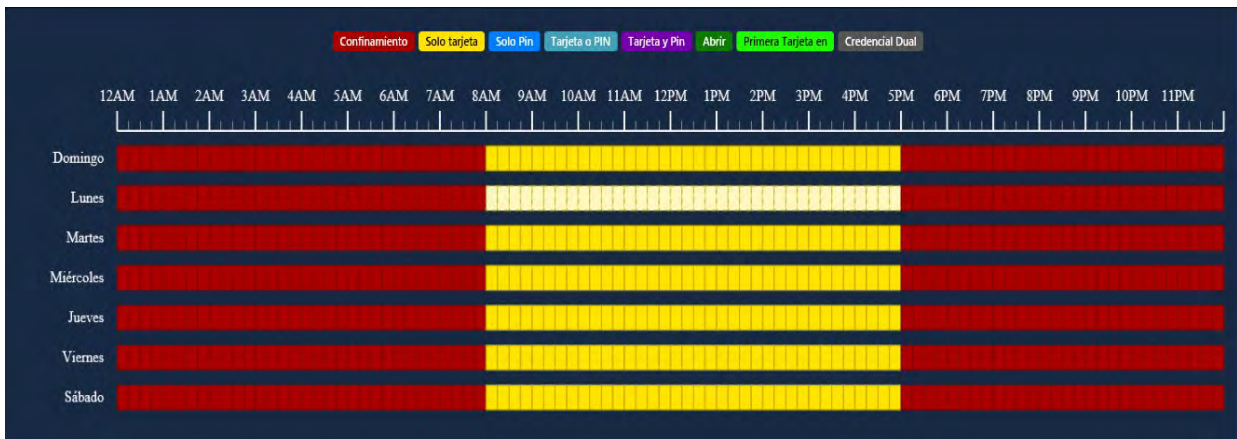 Confinamiento Solo tarjeta Solo Pin Tarjeta o PIN Tarjeta y Pin Abrir Primera Tarjeta en Credencial Dual
12AM 1AM 2AM 3AM 4AM 5AM 6AM 7AM 8AM 9AM 10AM 11AM 12PM 1PM 2PM 3PM 4PM 5PM 6PM 7PM 8PM 9PM 10PM 11PM
Domingo
Lunes
Martes
Miércoles
Jueves
Viernes
Sábado